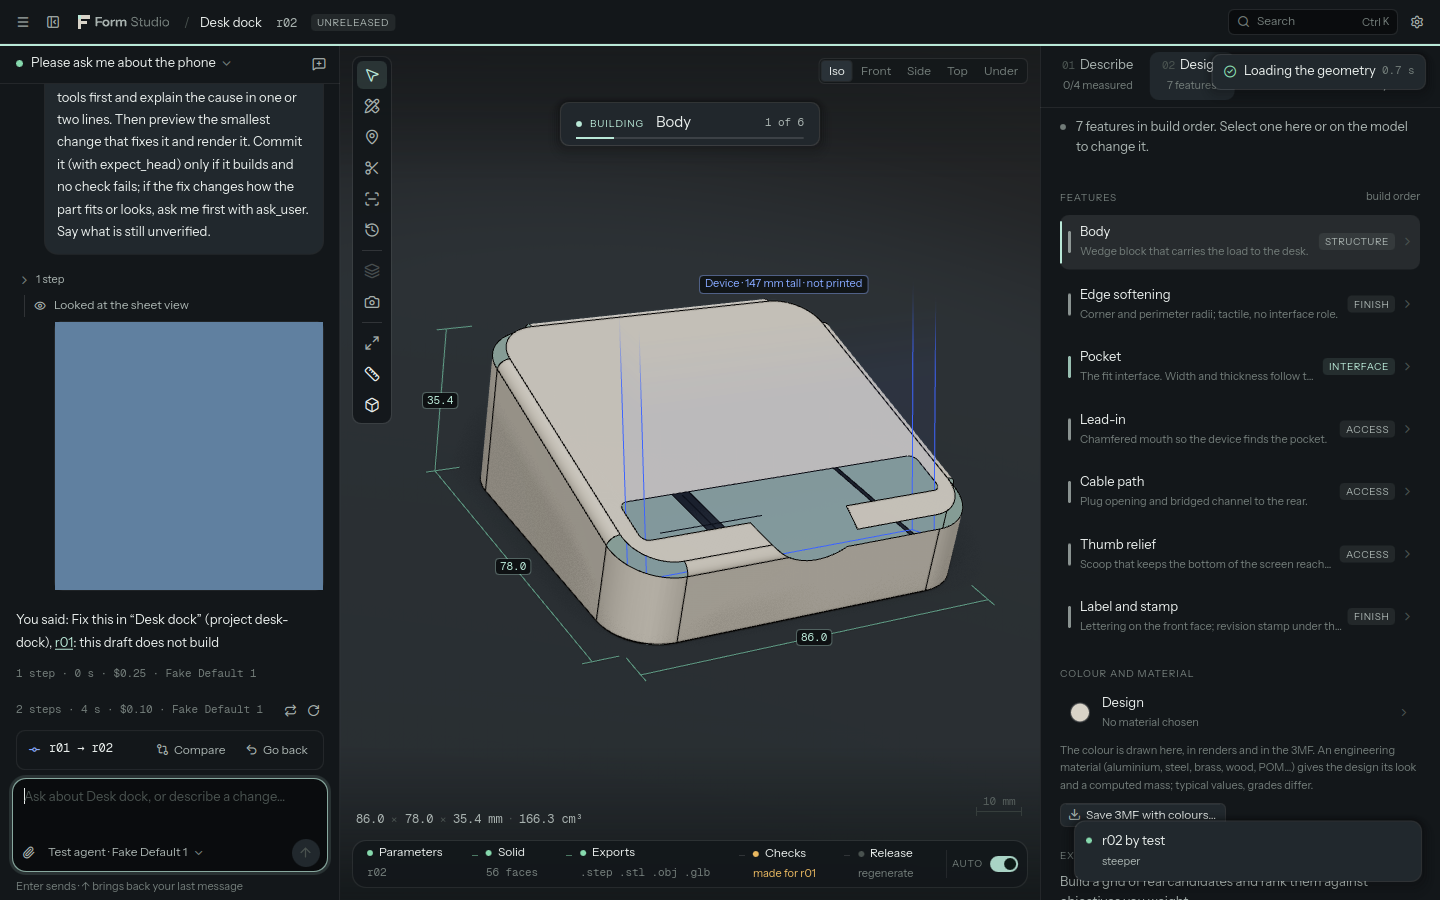 Form Studio / Desk dock r02 UNRELEASED
Search Ctrl K
Please ask me about the phone
tools first and explain the cause in one or
two lines. Then preview the smallest
change that fixes it and render it. Commit
it (with expect_head) only if it builds and
no check fails; if the fix changes how the
part fits or looks, ask me first with ask_user.
Say what is still unverified.
1 step
Looked at the sheet view
You said: Fix this in “Desk dock” (project desk-
dock), r01: this draft does not build
1 step · 0 s · $0.25 · Fake Default 1
2 steps · 4 s · $0.10 · Fake Default 1
r01 → r02 Compare Go back
Ask about Desk dock, or describe a change...
Test agent · Fake Default 1
Enter sends · ↑ brings back your last message
Iso Front Side Top Under
BUILDING Body 1 of 6
Device · 147 mm tall · not printed
35.4
78.0
86.0
10 mm
86.0 × 78.0 × 35.4 mm · 166.3 cm³
Parameters
r02
Solid
56 faces
Exports
.step .stl .obj .glb
Checks
made for r01
Release
regenerate
AUTO
01 Describe
0/4 measured
02 Desig
7 features
Loading the geometry 0.7 s
7 features in build order. Select one here or on the model
to change it.
FEATURES build order
Body
Wedge block that carries the load to the desk.
STRUCTURE
Edge softening
Corner and perimeter radii; tactile, no interface role.
FINISH
Pocket
The fit interface. Width and thickness follow t...
INTERFACE
Lead-in
Chamfered mouth so the device finds the pocket.
ACCESS
Cable path
Plug opening and bridged channel to the rear.
ACCESS
Thumb relief
Scoop that keeps the bottom of the screen reach...
ACCESS
Label and stamp
Lettering on the front face; revision stamp under th...
FINISH
COLOUR AND MATERIAL
Design
No material chosen
The colour is drawn here, in renders and in the 3MF. An engineering
material (aluminium, steel, brass, wood, POM...) gives the design its look
and a computed mass; typical values, grades differ.
Save 3MF with colours...
r02 by test
steeper
EX
Build a grid of real candidates and rank them against